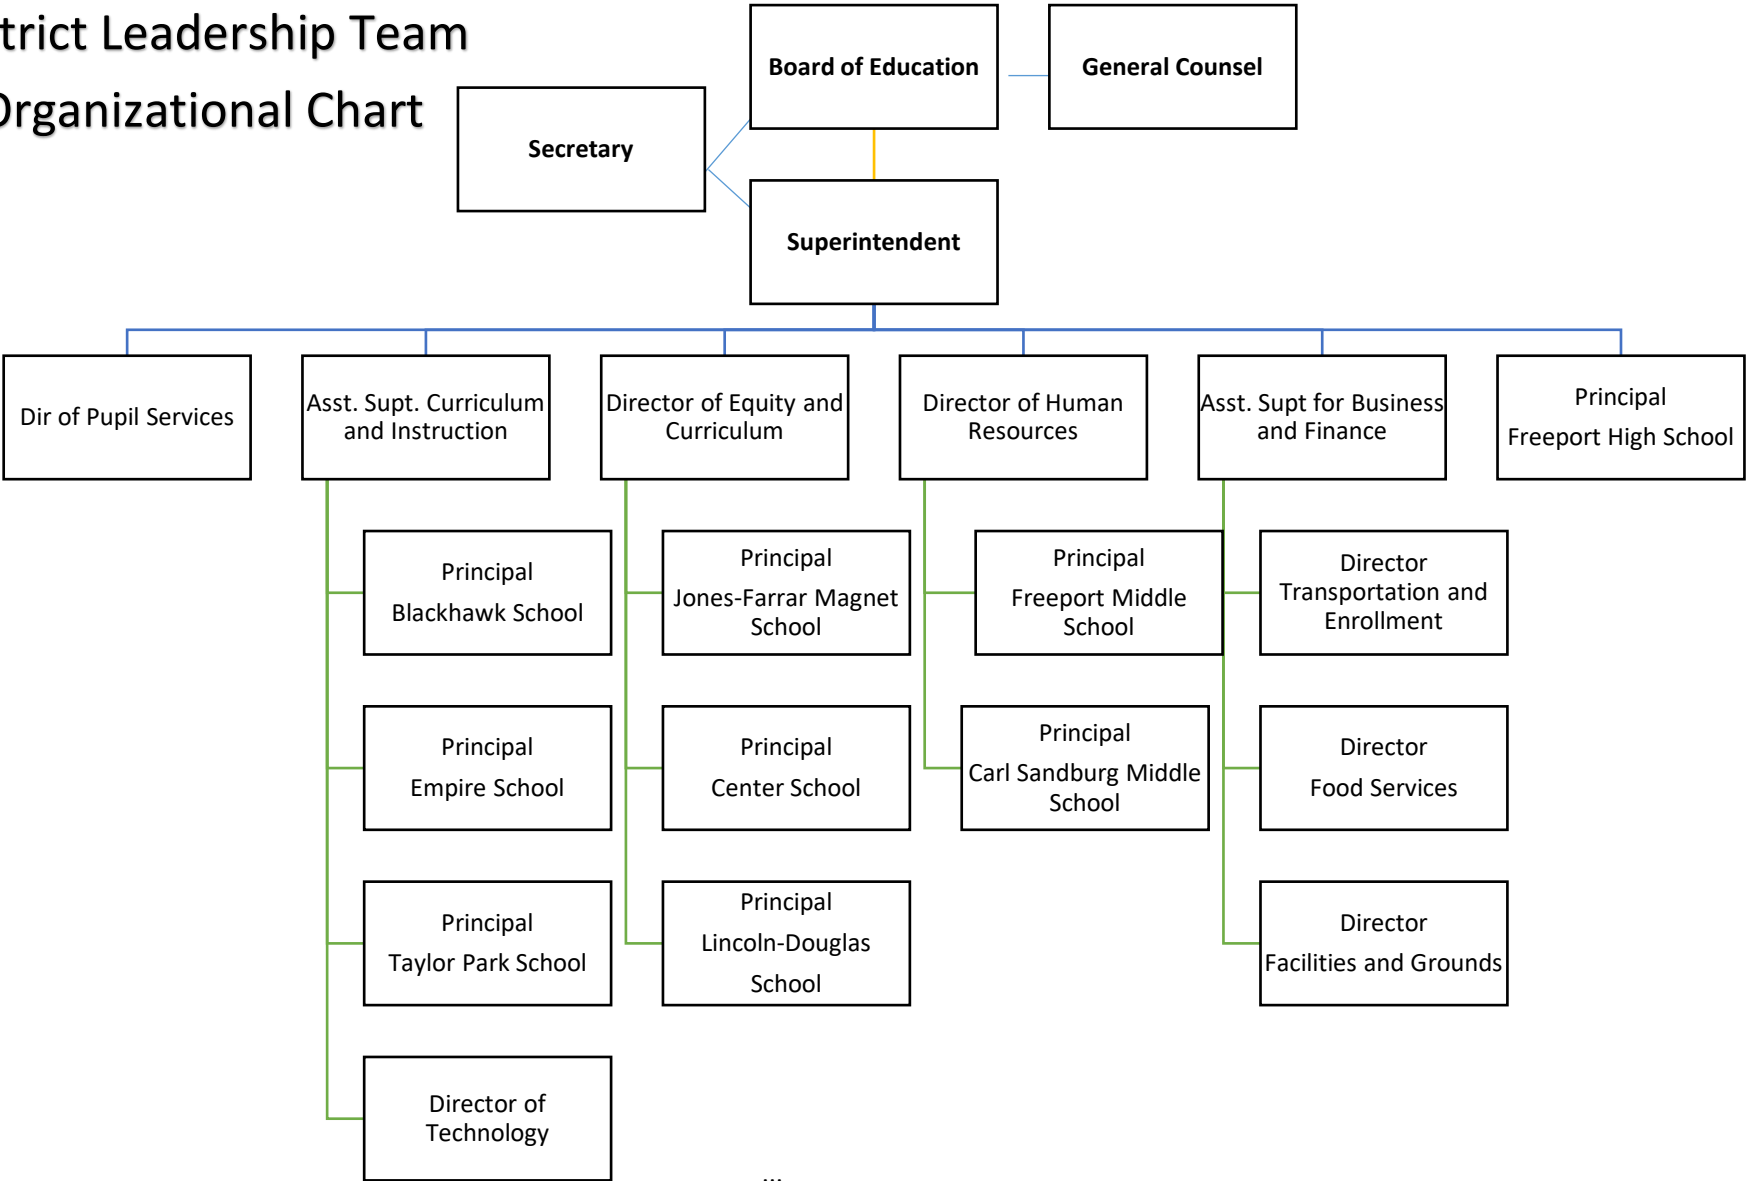 trict Leadership Team
Organizational Chart
Board of Education
General Counsel
Secretary
Superintendent
Dir of Pupil Services
Asst. Supt. Curriculum
and Instruction
Director of Equity and
Curriculum
Director of Human
Resources
Asst. Supt for Business
and Finance
Principal
Freeport High School
Principal
Blackhawk School
Principal
Jones-Farrar Magnet
School
Principal
Freeport Middle
School
Director
Transportation and
Enrollment
Principal
Empire School
Principal
Center School
Principal
Carl Sandburg Middle
School
Director
Food Services
Principal
Taylor Park School
Principal
Lincoln-Douglas
School
Director
Facilities and Grounds
Director of
Technology
...